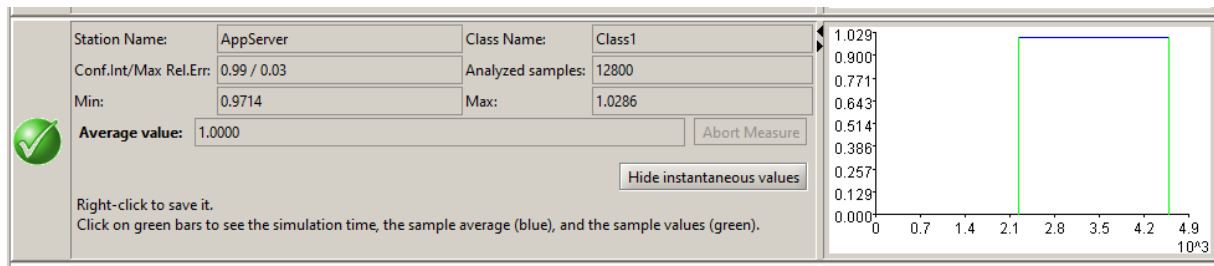 Station Name: AppServer Class Name: Class1
Conf.Int/Max Rel.Err: 0.99 / 0.03 Analyzed samples: 12800
Min: 0.9714 Max: 1.0286
Average value: 1.0000 Abort Measure
Hide instantaneous values
Right-click to save it.
Click on green bars to see the simulation time, the sample average (blue), and the sample values (green).
1.029
0.900
0.771
0.643
0.514
0.386
0.257
0.129
0.000
0 0.7 1.4 2.1 2.8 3.5 4.2 4.9
10^3